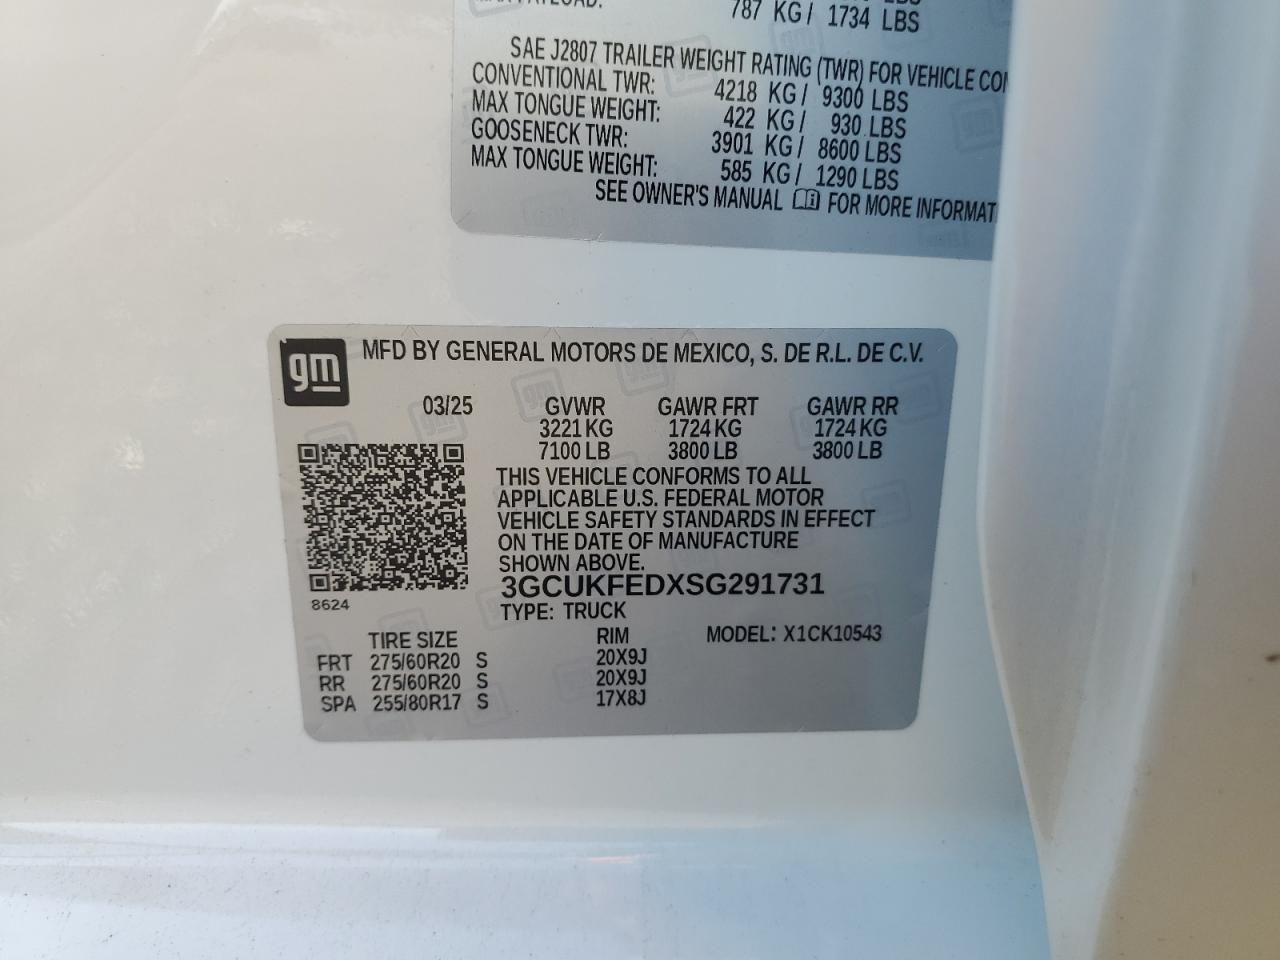 787 KG / 1734 LBS
SAE J2807 TRAILER WEIGHT RATING (TWR) FOR VEHICLE
CONVENTIONAL TWR: 4218 KG / 9300 LBS
MAX TONGUE WEIGHT: 422 KG / 930 LBS
GOOSENECK TWR: 3901 KG / 8600 LBS
MAX TONGUE WEIGHT: 585 KG / 1290 LBS
SEE OWNER'S MANUAL FOR MORE INFORMAT
gm
MFD BY GENERAL MOTORS DE MEXICO, S. DE R.L. DE C.V.
03/25 GVWR GAWR FRT GAWR RR
3221 KG 1724 KG 1724 KG
7100 LB 3800 LB 3800 LB
THIS VEHICLE CONFORMS TO ALL
APPLICABLE U.S. FEDERAL MOTOR
VEHICLE SAFETY STANDARDS IN EFFECT
ON THE DATE OF MANUFACTURE
SHOWN ABOVE.
3GCUKFEDXSG291731
8624
TYPE: TRUCK
TIRE SIZE RIM MODEL: X1CK10543
FRT 275/60R20 S 20X9J
RR 275/60R20 S 20X9J
SPA 255/80R17 S 17X8J